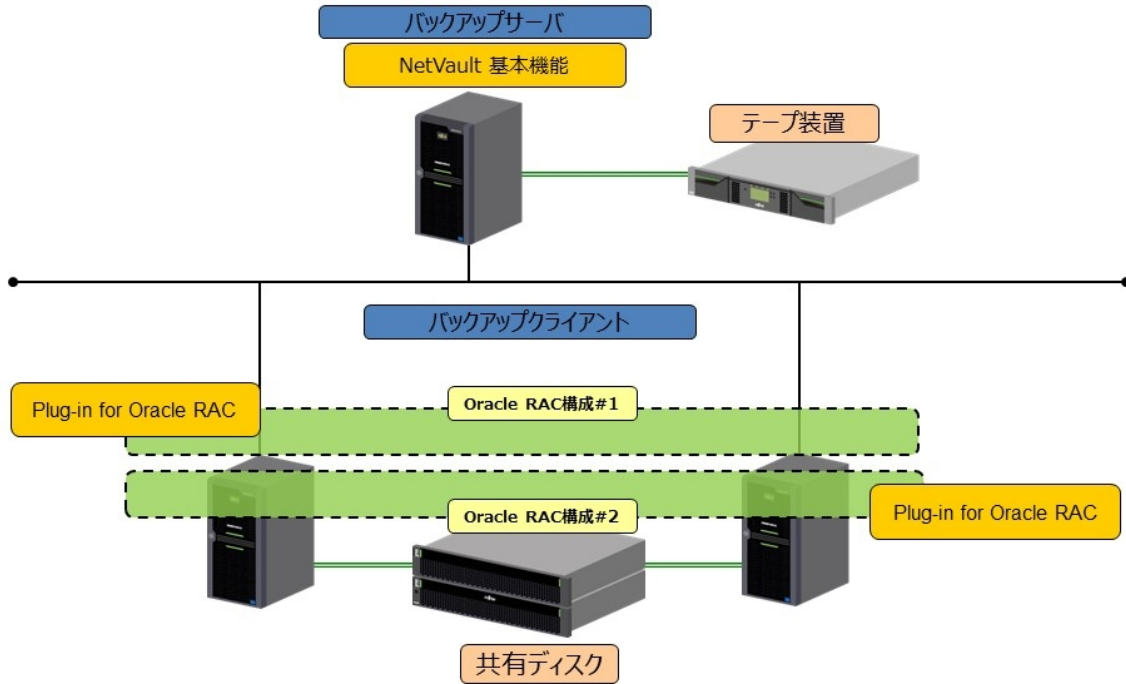 バックアップサーバ
NetVault 基本機能
テープ装置
バックアップクライアント
Plug-in for Oracle RAC
Oracle RAC構成#1
Oracle RAC構成#2
Plug-in for Oracle RAC
共有ディスク